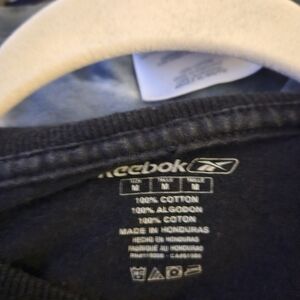 Reebok
SIZE TAILLE TALLA
M M M
100% COTTON
100% ALGODON
100% COTON
MADE IN HONDURAS
HECHO EN HONDURAS
FABRIQUE AU HONDURAS